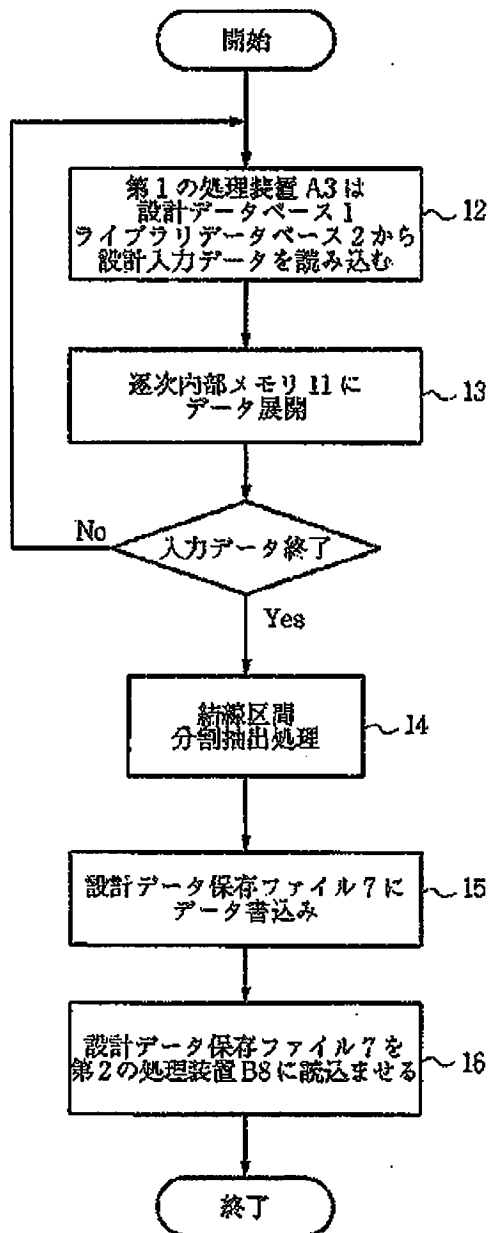 開始
第1の処理装置A3は
設計データベース1
ライブラリデータベース2から
設計入力データを読み込む
12
逐次内部メモリ11に
データ展開
13
No
入力データ終了
Yes
結線区間
分割抽出処理
14
設計データ保存ファイル7に
データ書込み
15
設計データ保存ファイル7を
第2の処理装置B8に読込ませる
16
終了